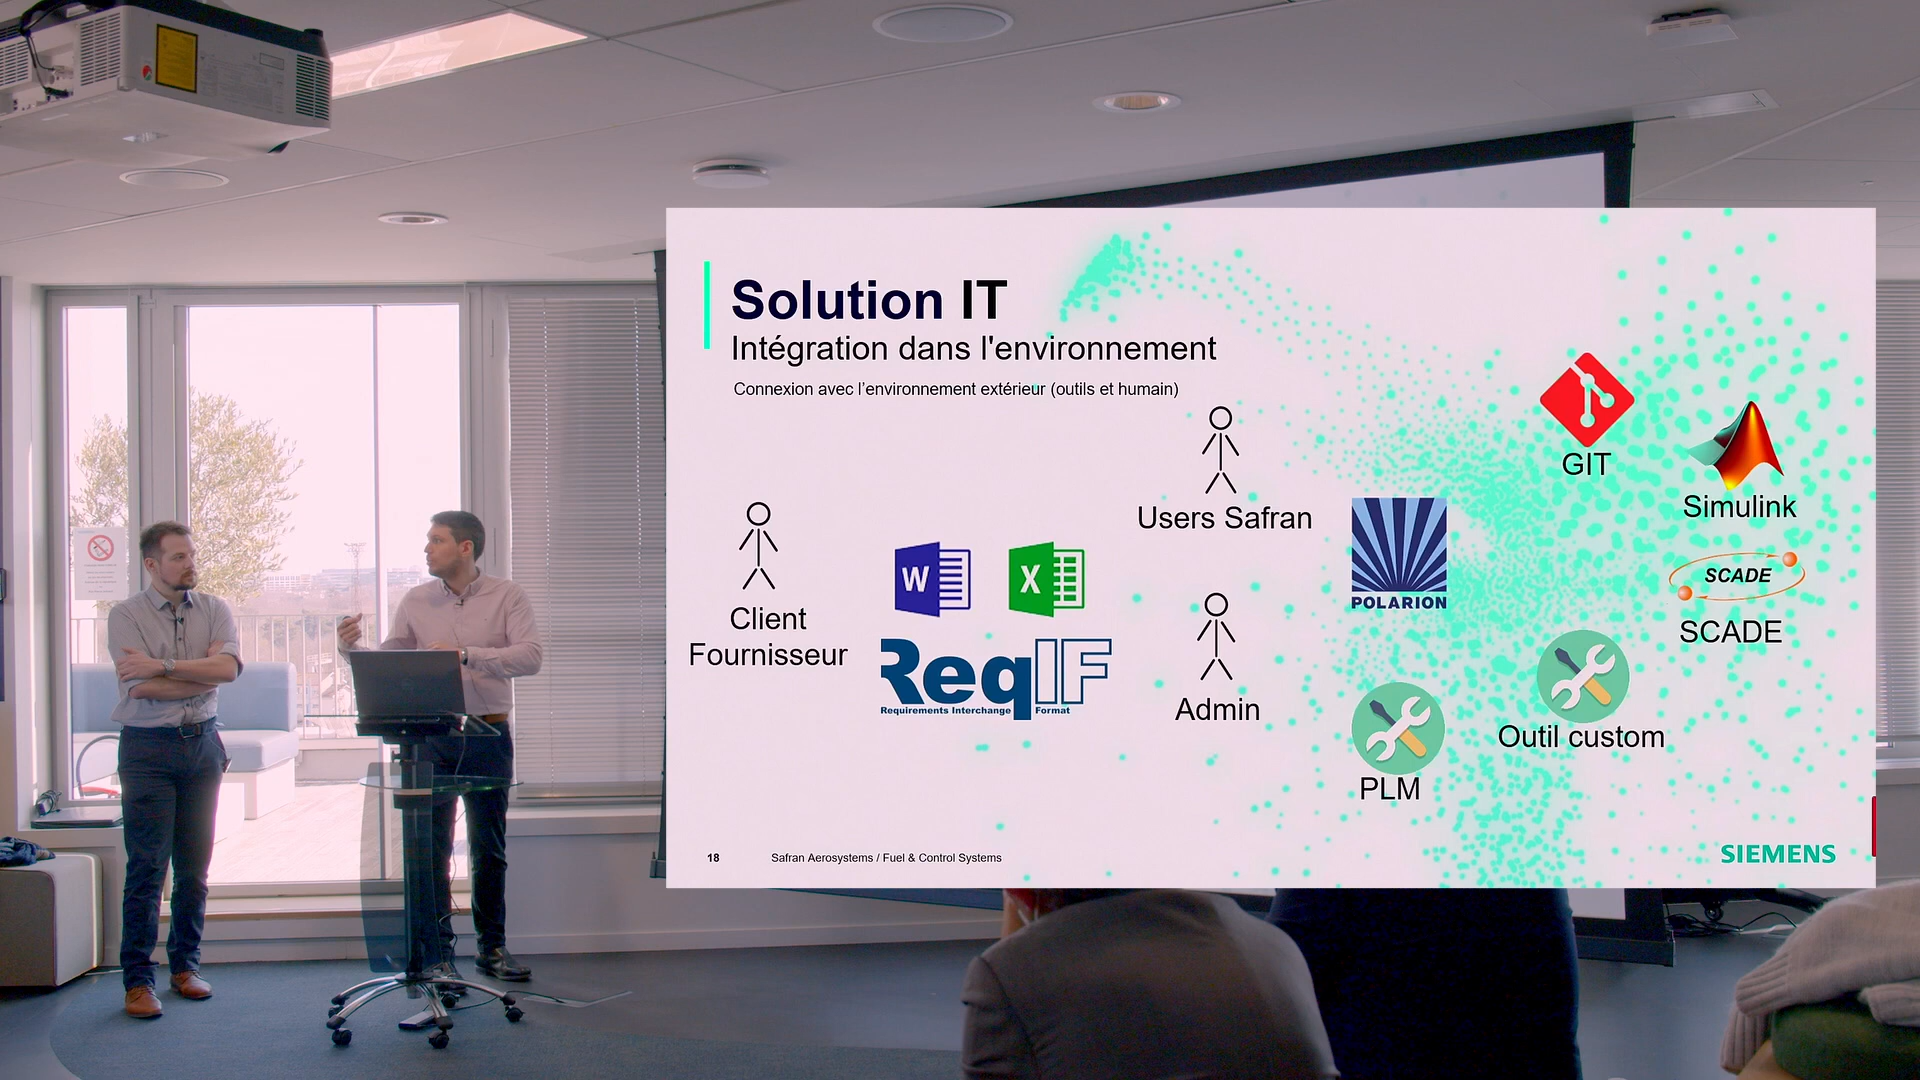 Solution IT
Intégration dans l'environnement
Connexion avec l’environnement extérieur (outils et humain)
GIT
Simulink
Users Safran
W
X
POLARION
SCADE
SCADE
Client
Fournisseur
ReqIF
Requirements Interchange Format
Admin
Outil custom
PLM
18
Safran Aerosystems / Fuel & Control Systems
SIEMENS